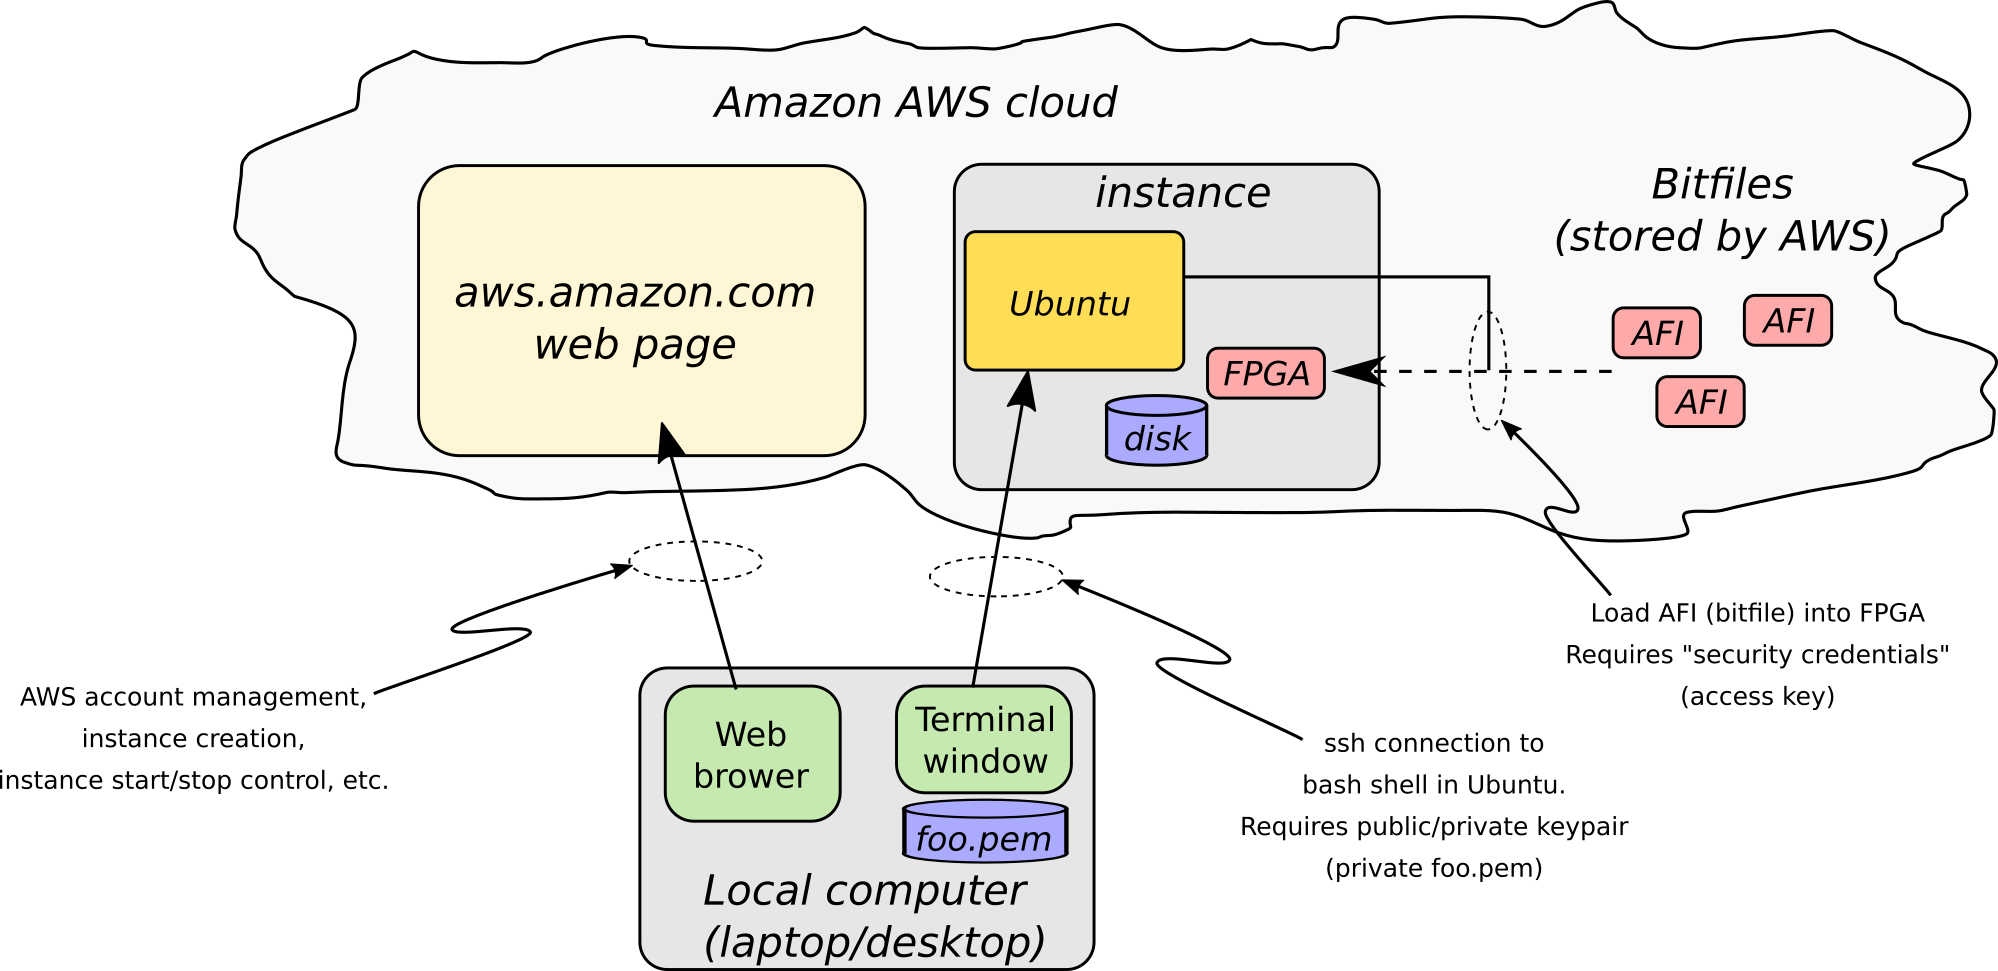 Amazon AWS cloud
aws.amazon.com
web page
instance
Ubuntu
FPGA
disk
Bitfiles
(stored by AWS)
AFI
AFI
AFI
AWS account management,
instance creation,
instance start/stop control, etc.
Web
brower
Terminal
window
foo.pem
Local computer
(laptop/desktop)
ssh connection to
bash shell in Ubuntu.
Requires public/private keypair
(private foo.pem)
Load AFI (bitfile) into FPGA
Requires "security credentials"
(access key)